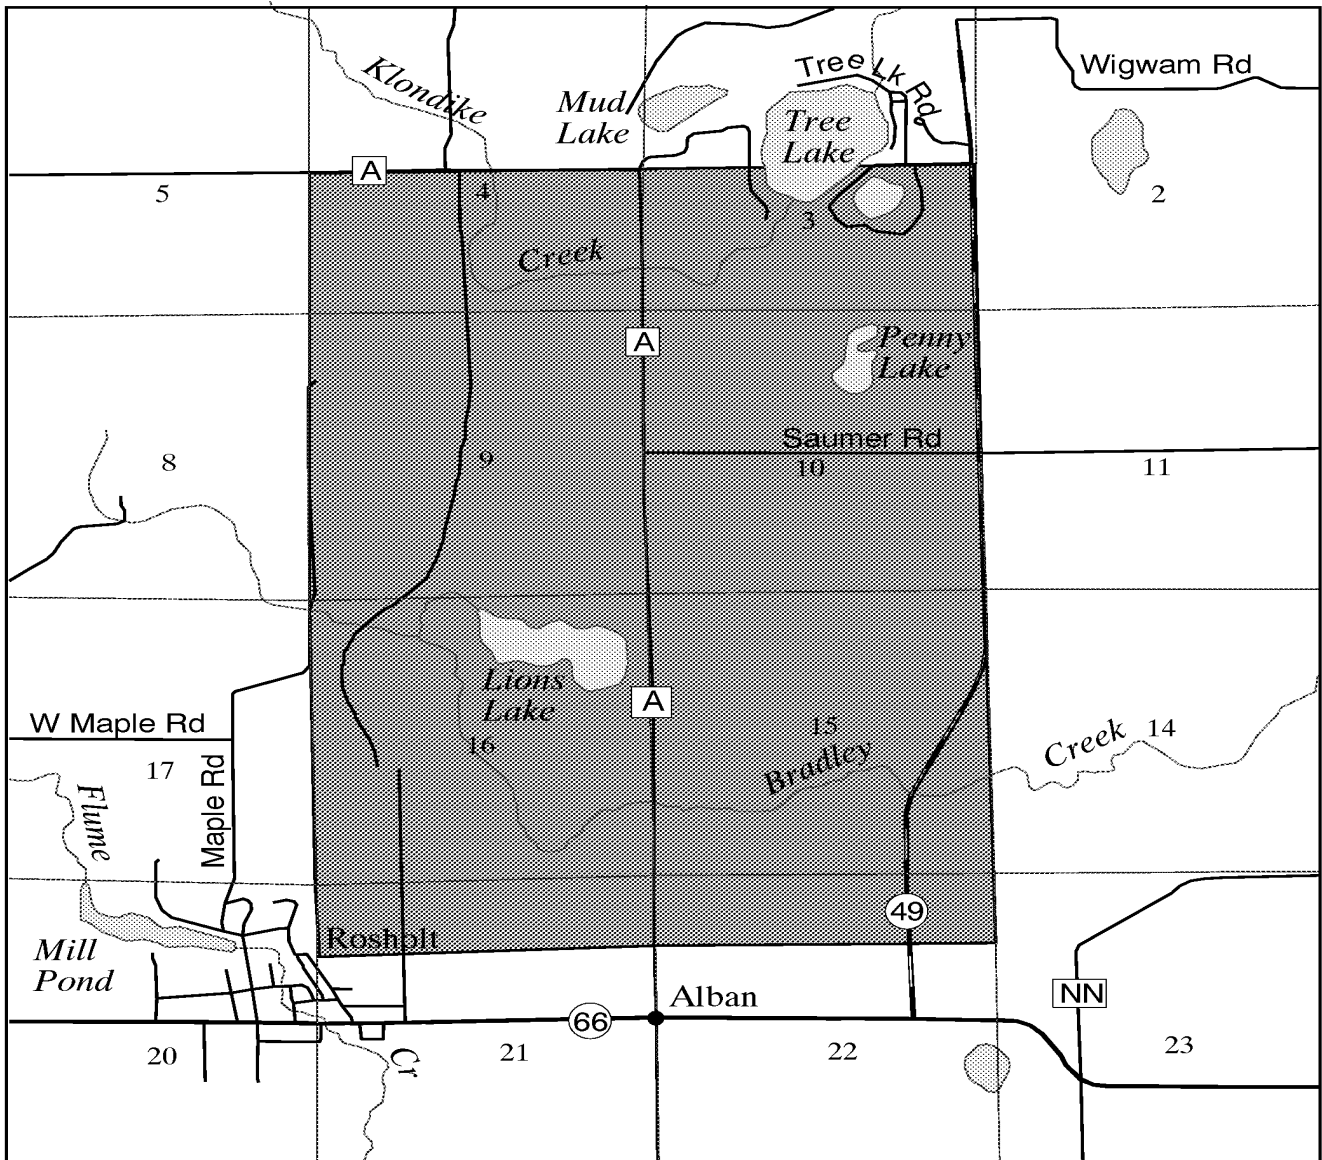 Klondike
Tree Lk Rd
Wigwam Rd
Mud
Lake
Tree
Lake
A
5
4
3
2
Creek
A
Penny
Lake
Saumer Rd
8
9
10
11
Lions
Lake
A
W Maple Rd
Maple Rd
17
16
15
Bradley
Creek
14
Flume
49
Mill
Pond
Rosholt
Alban
NN
66
20
Cr
21
22
23